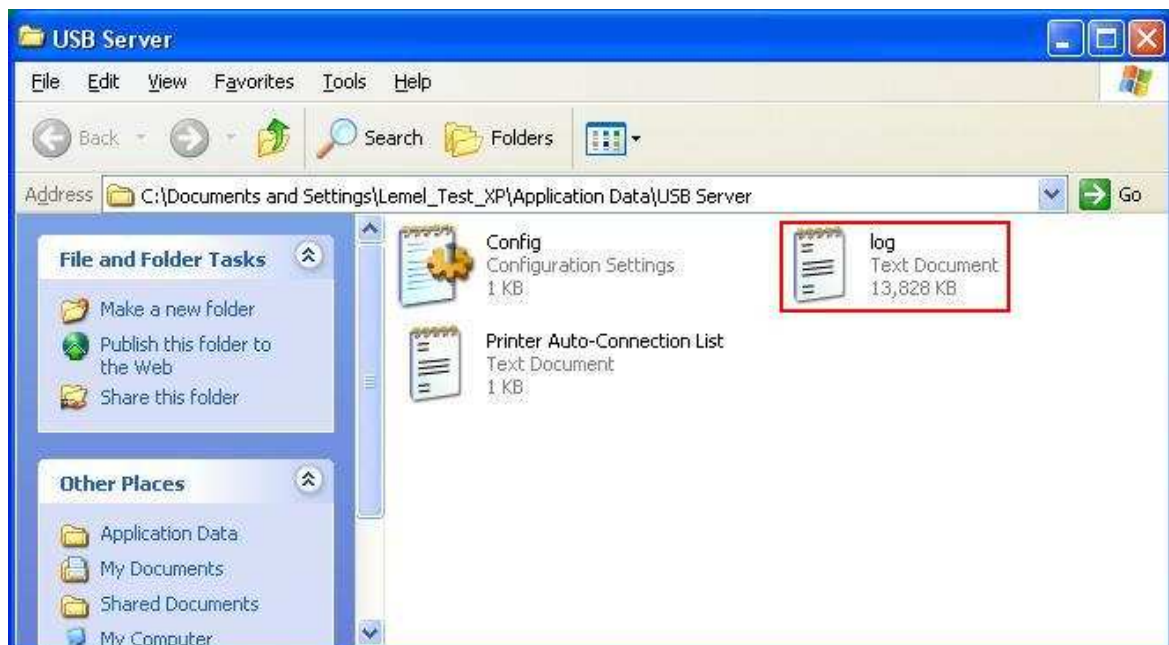 USB Server
File Edit View Favorites Tools Help
Back Search Folders
Address C:\Documents and Settings\Lemel_Test_XP\Application Data\USB Server Go
File and Folder Tasks
Make a new folder
Publish this folder to
the Web
Share this folder
Other Places
Application Data
My Documents
Shared Documents
My Computer
Config
Configuration Settings
1 KB
log
Text Document
13,828 KB
Printer Auto-Connection List
Text Document
1 KB